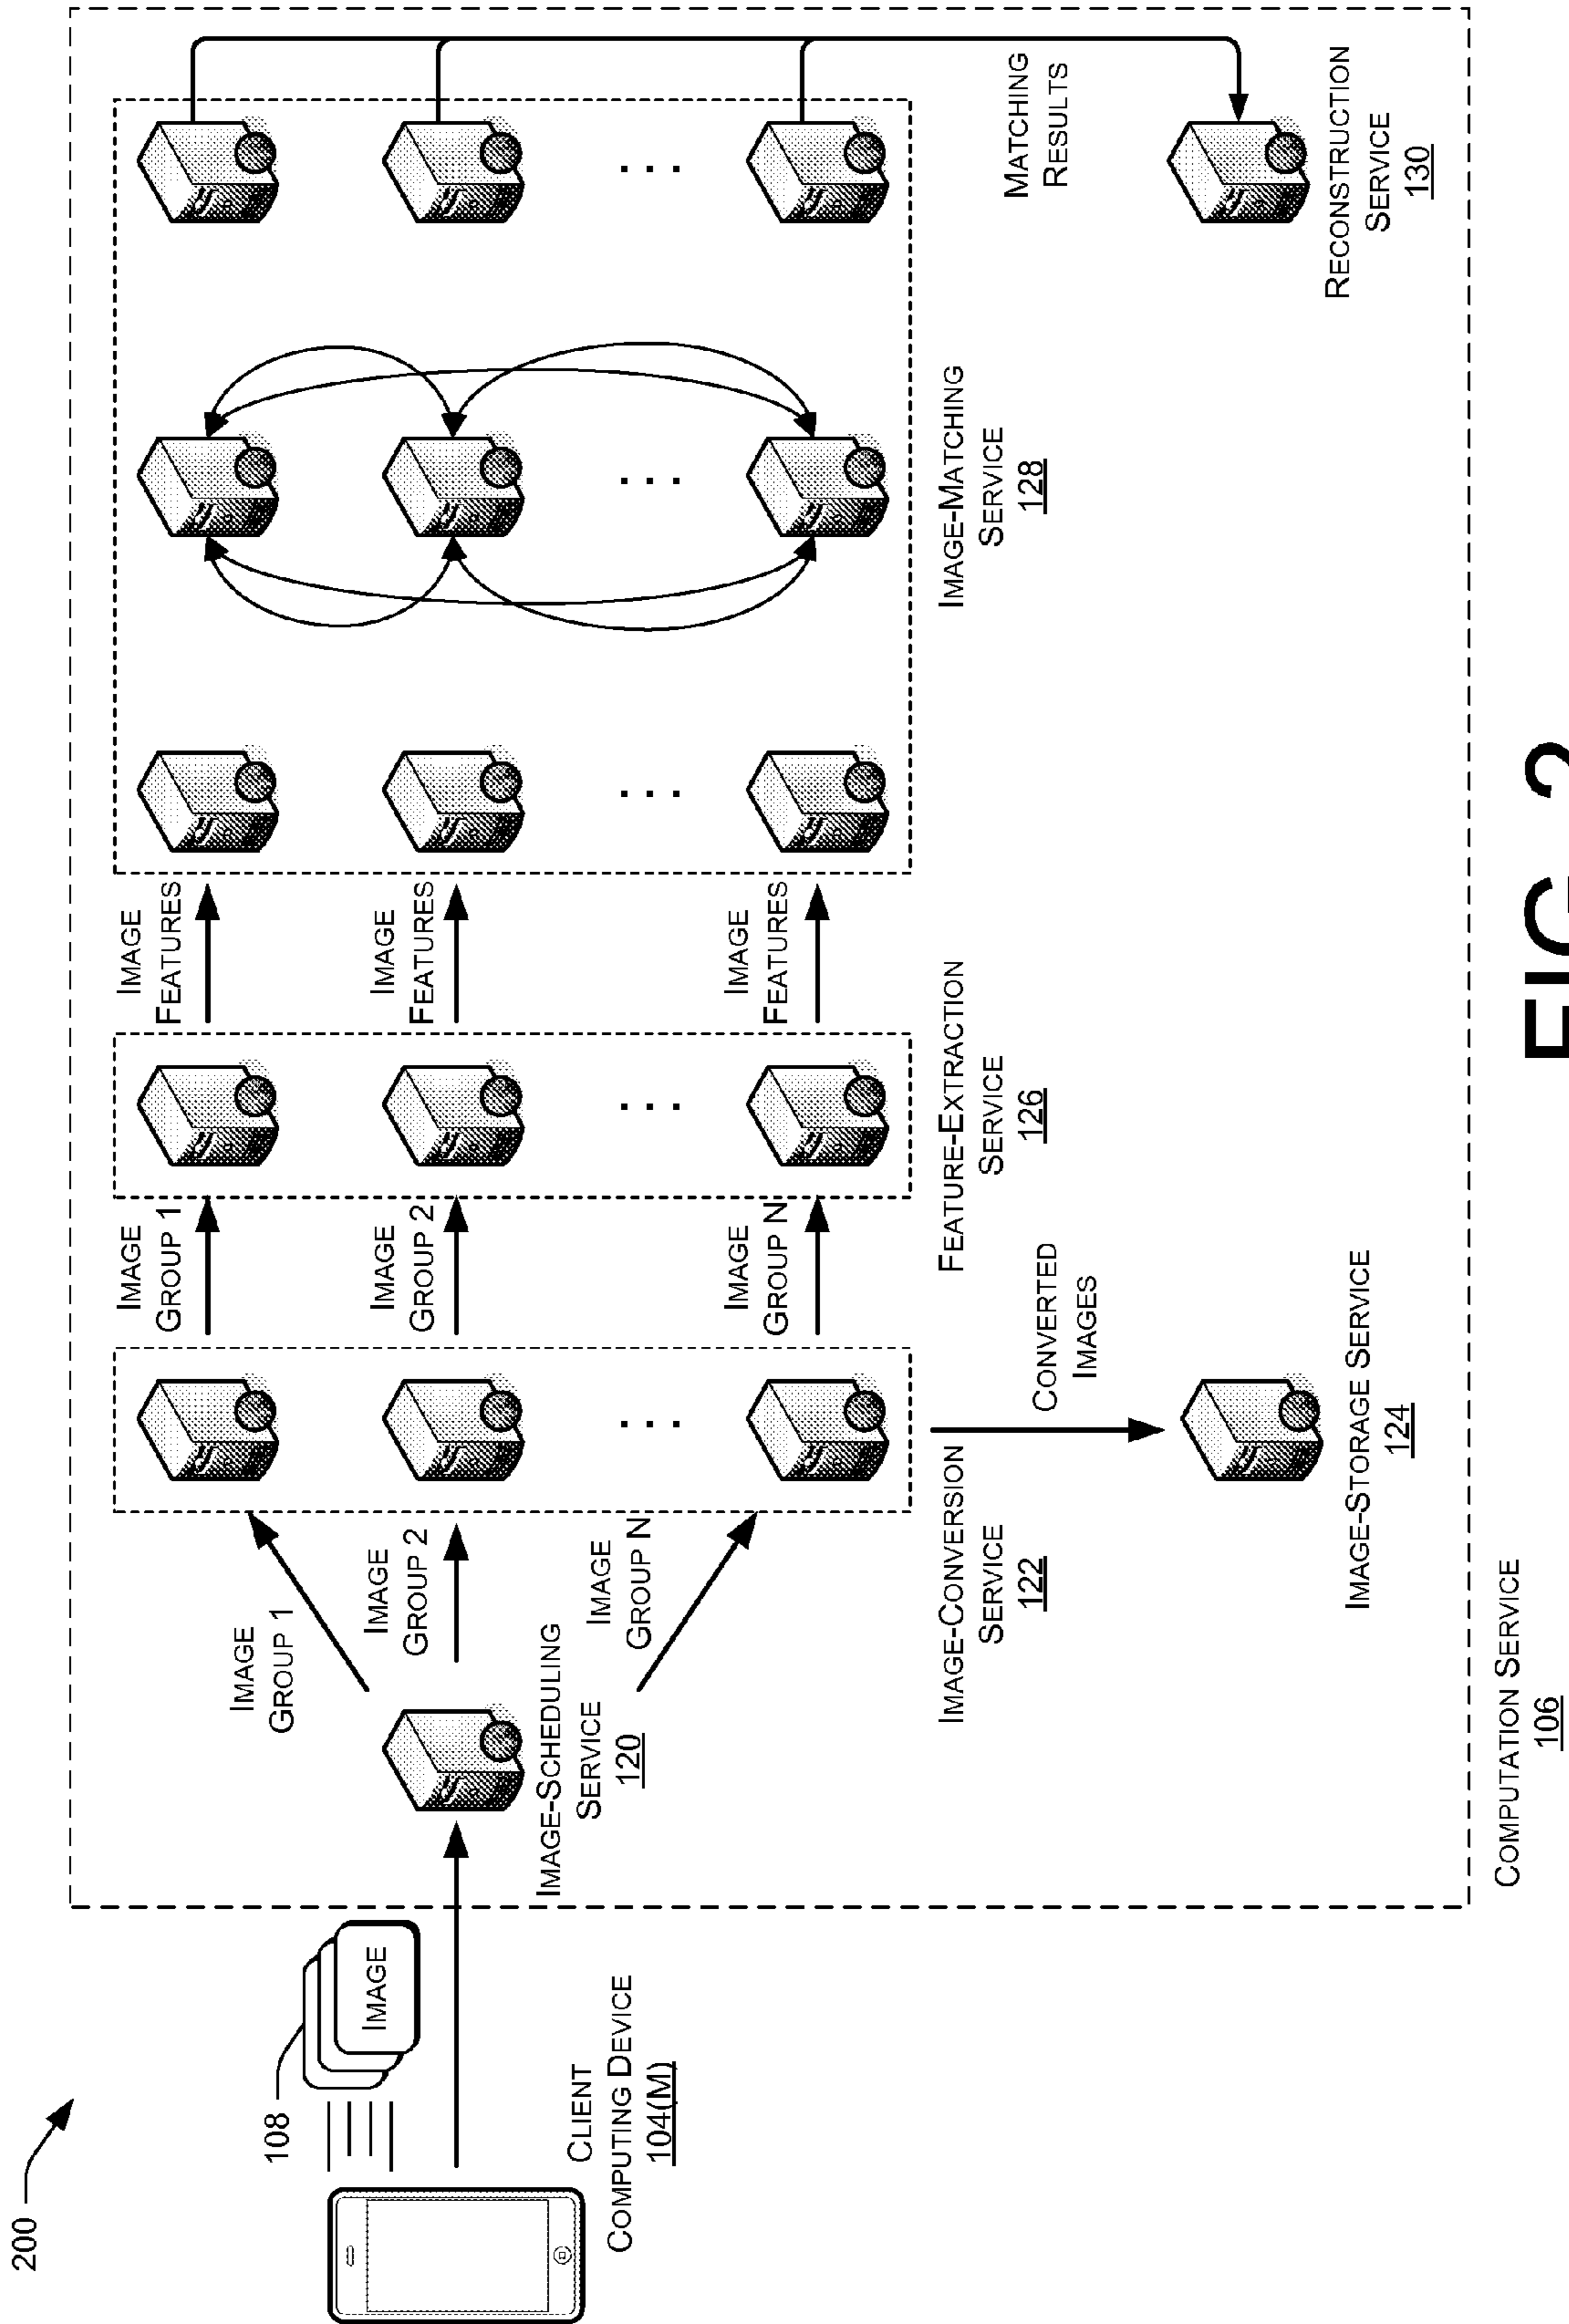 200
108
IMAGE
CLIENT
COMPUTING DEVICE
104(M)
IMAGE-SCHEDULING
SERVICE
120
IMAGE
GROUP 1
IMAGE
GROUP 2
IMAGE
GROUP N
IMAGE-CONVERSION
SERVICE
122
CONVERTED
IMAGES
IMAGE-STORAGE SERVICE
124
IMAGE
GROUP 1
IMAGE
GROUP 2
IMAGE
GROUP N
FEATURE-EXTRACTION
SERVICE
126
IMAGE
FEATURES
IMAGE
FEATURES
IMAGE
FEATURES
IMAGE-MATCHING
SERVICE
128
MATCHING
RESULTS
RECONSTRUCTION
SERVICE
130
COMPUTATION SERVICE
106
FIG. 2